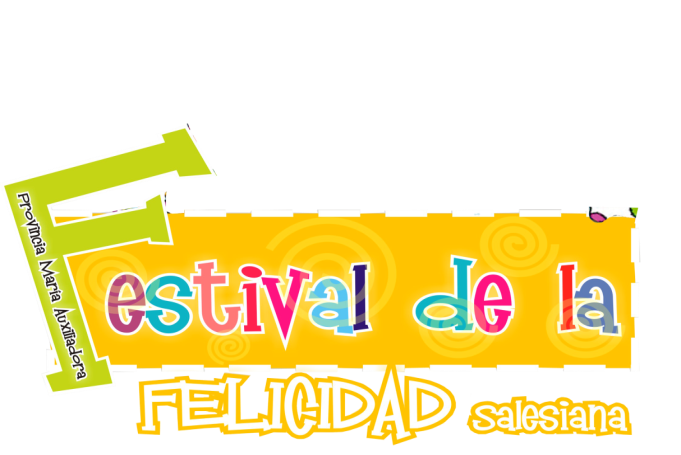 Festival de la
FELICIDAD salesiana
Provincia María Auxiliadora